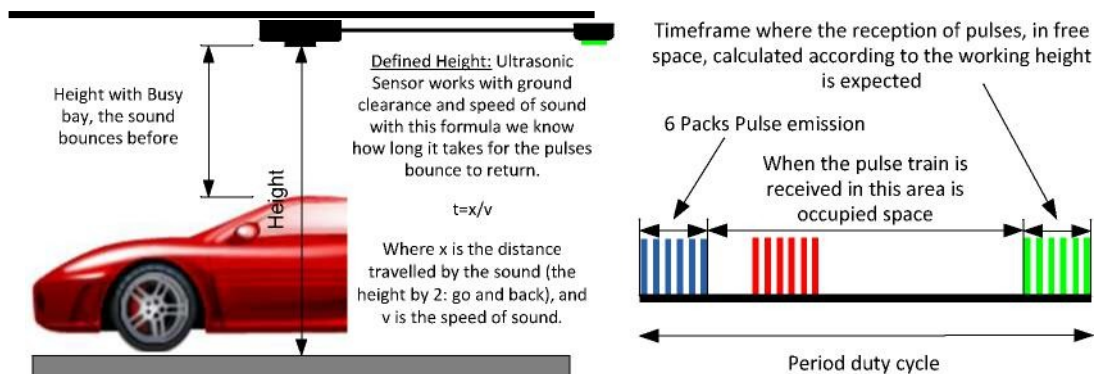 Height with Busy
bay, the sound
bounces before
Height
Defined Height: Ultrasonic
Sensor works with ground
clearance and speed of sound
with this formula we know
how long it takes for the pulses
bounce to return.
t=x/v
Where x is the distance
travelled by the sound (the
height by 2: go and back), and
v is the speed of sound.
Timeframe where the reception of pulses, in free
space, calculated according to the working height
is expected
6 Packs Pulse emission
When the pulse train is
received in this area is
occupied space
Period duty cycle